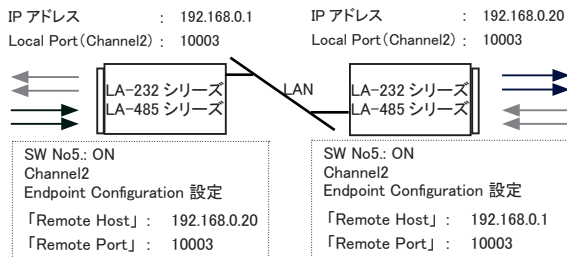 IP アドレス : 192.168.0.1
Local Port(Channel2) : 10003
IP アドレス : 192.168.0.20
Local Port(Channel2) : 10003
LA-232 シリーズ
LA-485 シリーズ
LAN
LA-232 シリーズ
LA-485 シリーズ
SW No5.: ON
Channel2
Endpoint Configuration 設定
「Remote Host」 : 192.168.0.20
「Remote Port」 : 10003
SW No5.: ON
Channel2
Endpoint Configuration 設定
「Remote Host」 : 192.168.0.1
「Remote Port」 : 10003